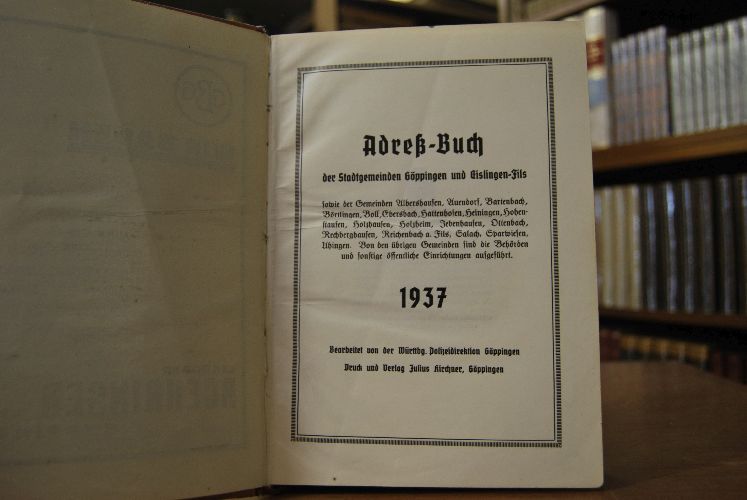 Adreß-Buch
der Stadtgemeinden Göppingen und Eislingen-Fils
sowie der Gemeinden Albershausen, Auendorf, Bartenbach,
Börtlingen, Boll, Ebersbach, Hattenhofen, Heiningen, Hohen-
staufen, Holzhausen, Holzheim, Jebenhausen, Ottenbach,
Rechberghausen, Reichenbach a. Fils, Salach, Sparwiesen,
Uhingen. Von den übrigen Gemeinden sind die Behörden
und sonstige öffentliche Einrichtungen aufgeführt.
1937
Bearbeitet von der Württbg. Polizeidirektion Göppingen
Druck und Verlag Julius Kirchner, Göppingen